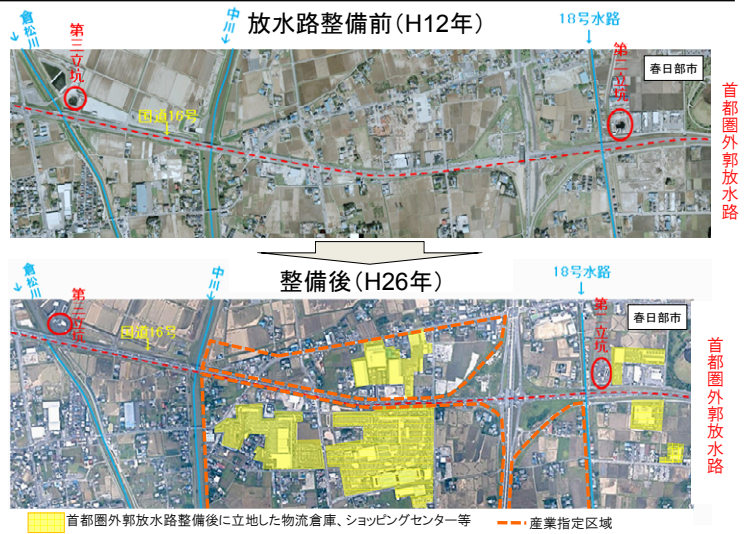 放水路整備前(H12年)
倉松川
第三立坑
中川
18号水路
第二立坑
春日部市
国道16号
首都圏外郭放水路
整備後(H26年)
倉松川
第三立坑
中川
18号水路
第二立坑
春日部市
国道16号
首都圏外郭放水路
首都圏外郭放水路整備後に立地した物流倉庫、ショッピングセンター等
産業指定区域